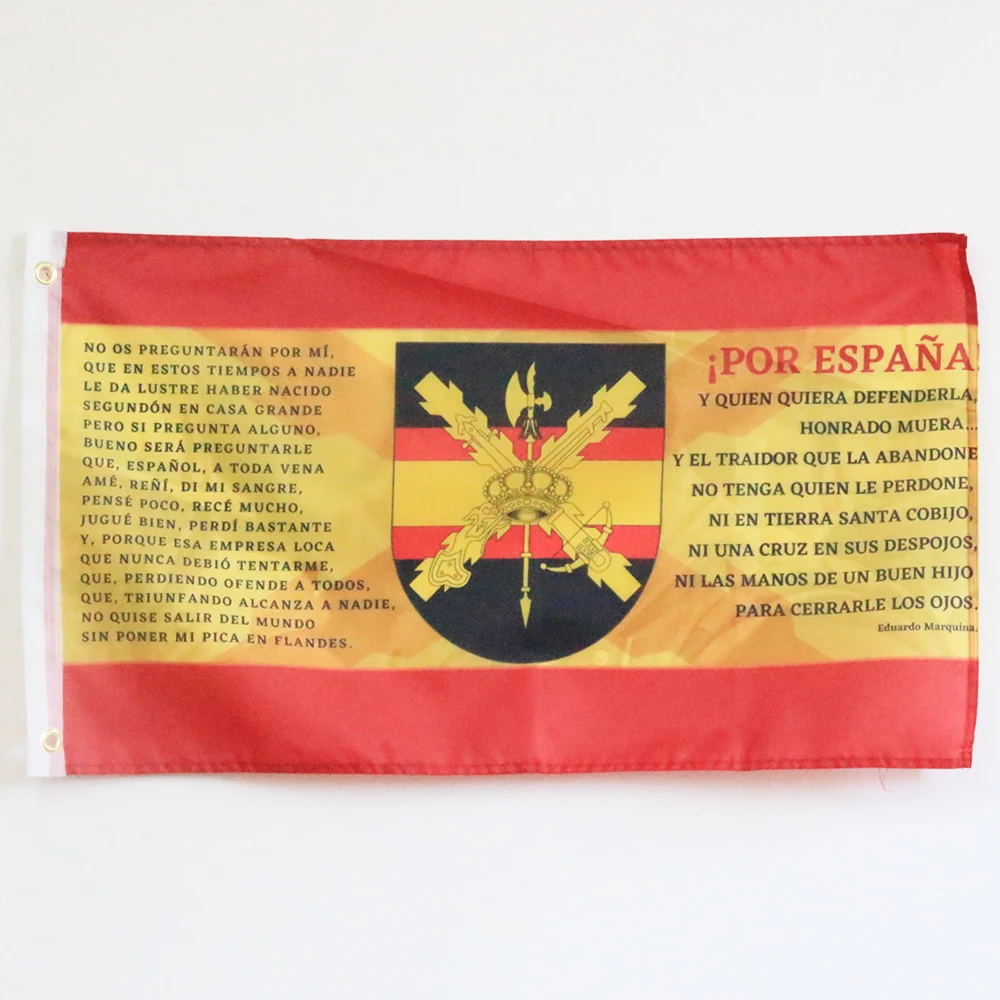 NO OS PREGUNTARÁN POR MÍ,
QUE EN ESTOS TIEMPOS A NADIE
LE DA LUSTRE HABER NACIDO
SEGUNDÓN EN CASA GRANDE
PERO SI PREGUNTA ALGUNO,
BUENO SERÁ PREGUNTARLE
QUE, ESPAÑOL, A TODA VENA
AMÉ, REÑÍ, DI MI SANGRE,
PENSÉ POCO, RECÉ MUCHO,
JUGUÉ BIEN, PERDÍ BASTANTE
Y, PORQUE ESA EMPRESA LOCA
QUE NUNCA DEBIÓ TENTARME,
QUE, PERDIENDO OFENDE A TODOS,
QUE, TRIUNFANDO ALCANZA A NADIE,
NO QUISE SALIR DEL MUNDO
SIN PONER MI PICA EN FLANDES.
¡POR ESPAÑA!
Y QUIEN QUIERA DEFENDERLA,
HONRADO MUERA...
Y EL TRAIDOR QUE LA ABANDONE
NO TENGA QUIEN LE PERDONE,
NI EN TIERRA SANTA COBIJO,
NI UNA CRUZ EN SUS DESPOJOS,
NI LAS MANOS DE UN BUEN HIJO
PARA CERRARLE LOS OJOS.
Eduardo Marquina.